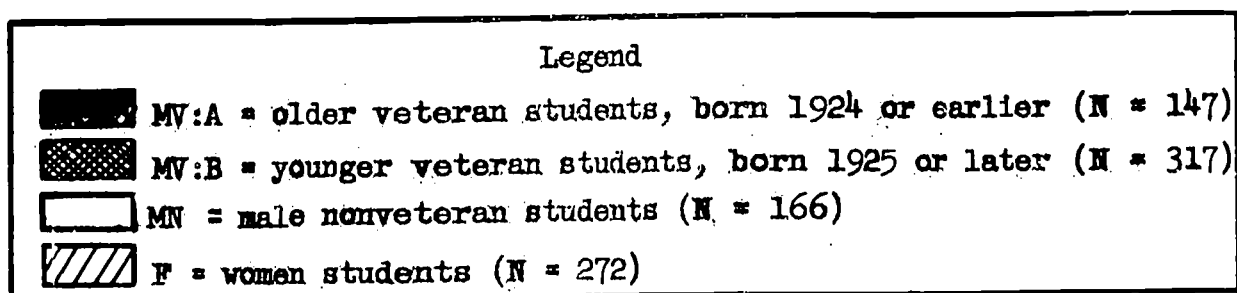 Legend
MV:A = older veteran students, born 1924 or earlier (N = 147)
MV:B = younger veteran students, born 1925 or later (N = 317)
MN = male nonveteran students (N = 166)
F = women students (N = 272)